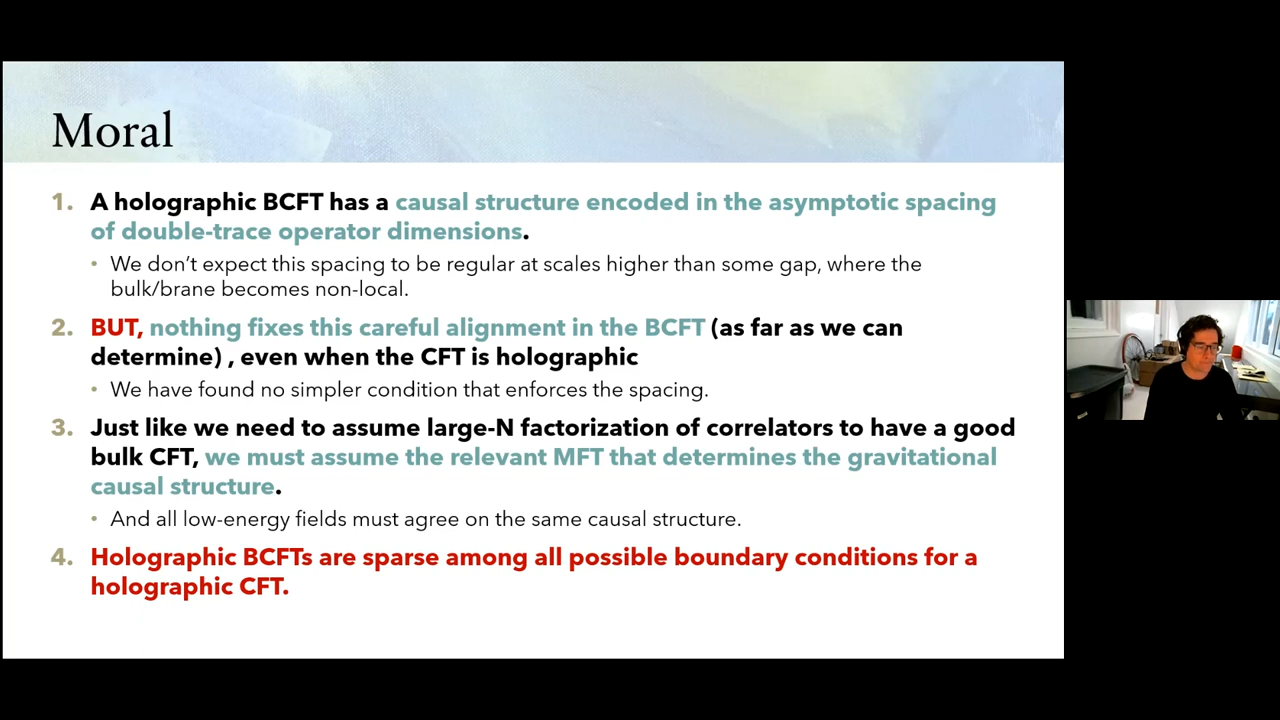 Moral
1. A holographic BCFT has a causal structure encoded in the asymptotic spacing
of double-trace operator dimensions.
• We don’t expect this spacing to be regular at scales higher than some gap, where the
bulk/brane becomes non-local.
2. BUT, nothing fixes this careful alignment in the BCFT (as far as we can
determine) , even when the CFT is holographic
• We have found no simpler condition that enforces the spacing.
3. Just like we need to assume large-N factorization of correlators to have a good
bulk CFT, we must assume the relevant MFT that determines the gravitational
causal structure.
• And all low-energy fields must agree on the same causal structure.
4. Holographic BCFTs are sparse among all possible boundary conditions for a
holographic CFT.